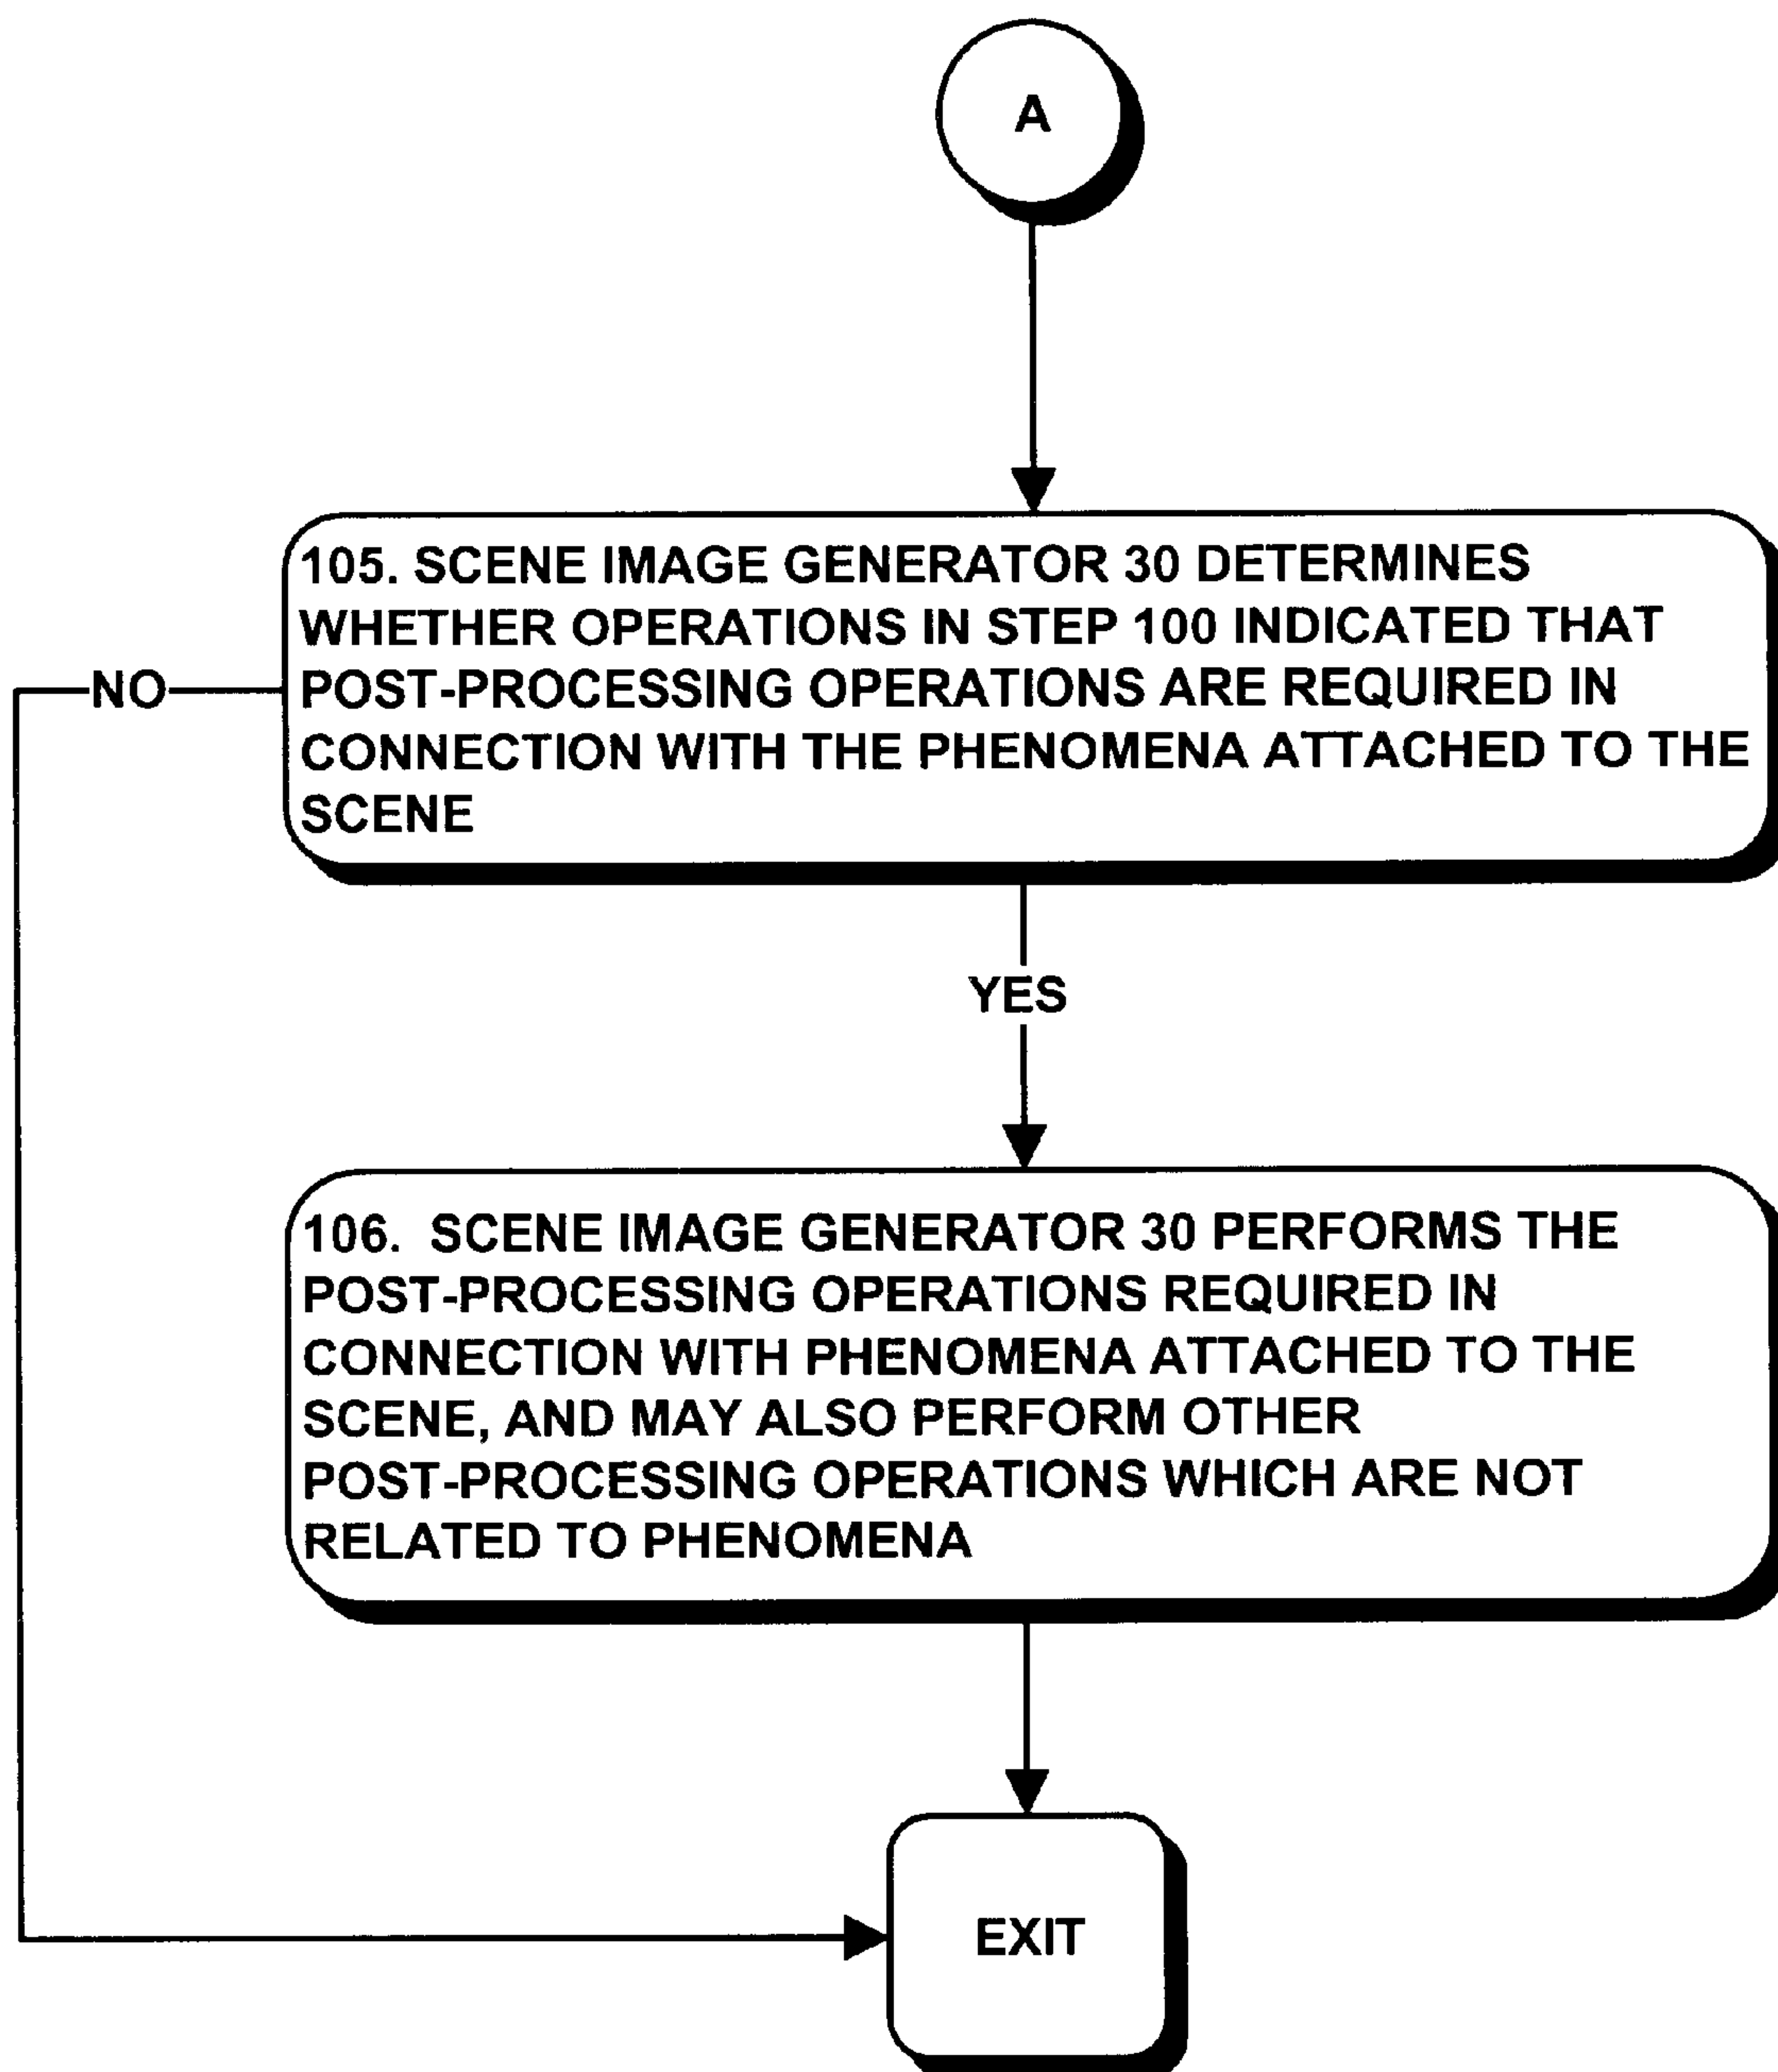 A
105. SCENE IMAGE GENERATOR 30 DETERMINES
WHETHER OPERATIONS IN STEP 100 INDICATED THAT
POST-PROCESSING OPERATIONS ARE REQUIRED IN
CONNECTION WITH THE PHENOMENA ATTACHED TO THE
SCENE
NO
YES
106. SCENE IMAGE GENERATOR 30 PERFORMS THE
POST-PROCESSING OPERATIONS REQUIRED IN
CONNECTION WITH PHENOMENA ATTACHED TO THE
SCENE, AND MAY ALSO PERFORM OTHER
POST-PROCESSING OPERATIONS WHICH ARE NOT
RELATED TO PHENOMENA
EXIT